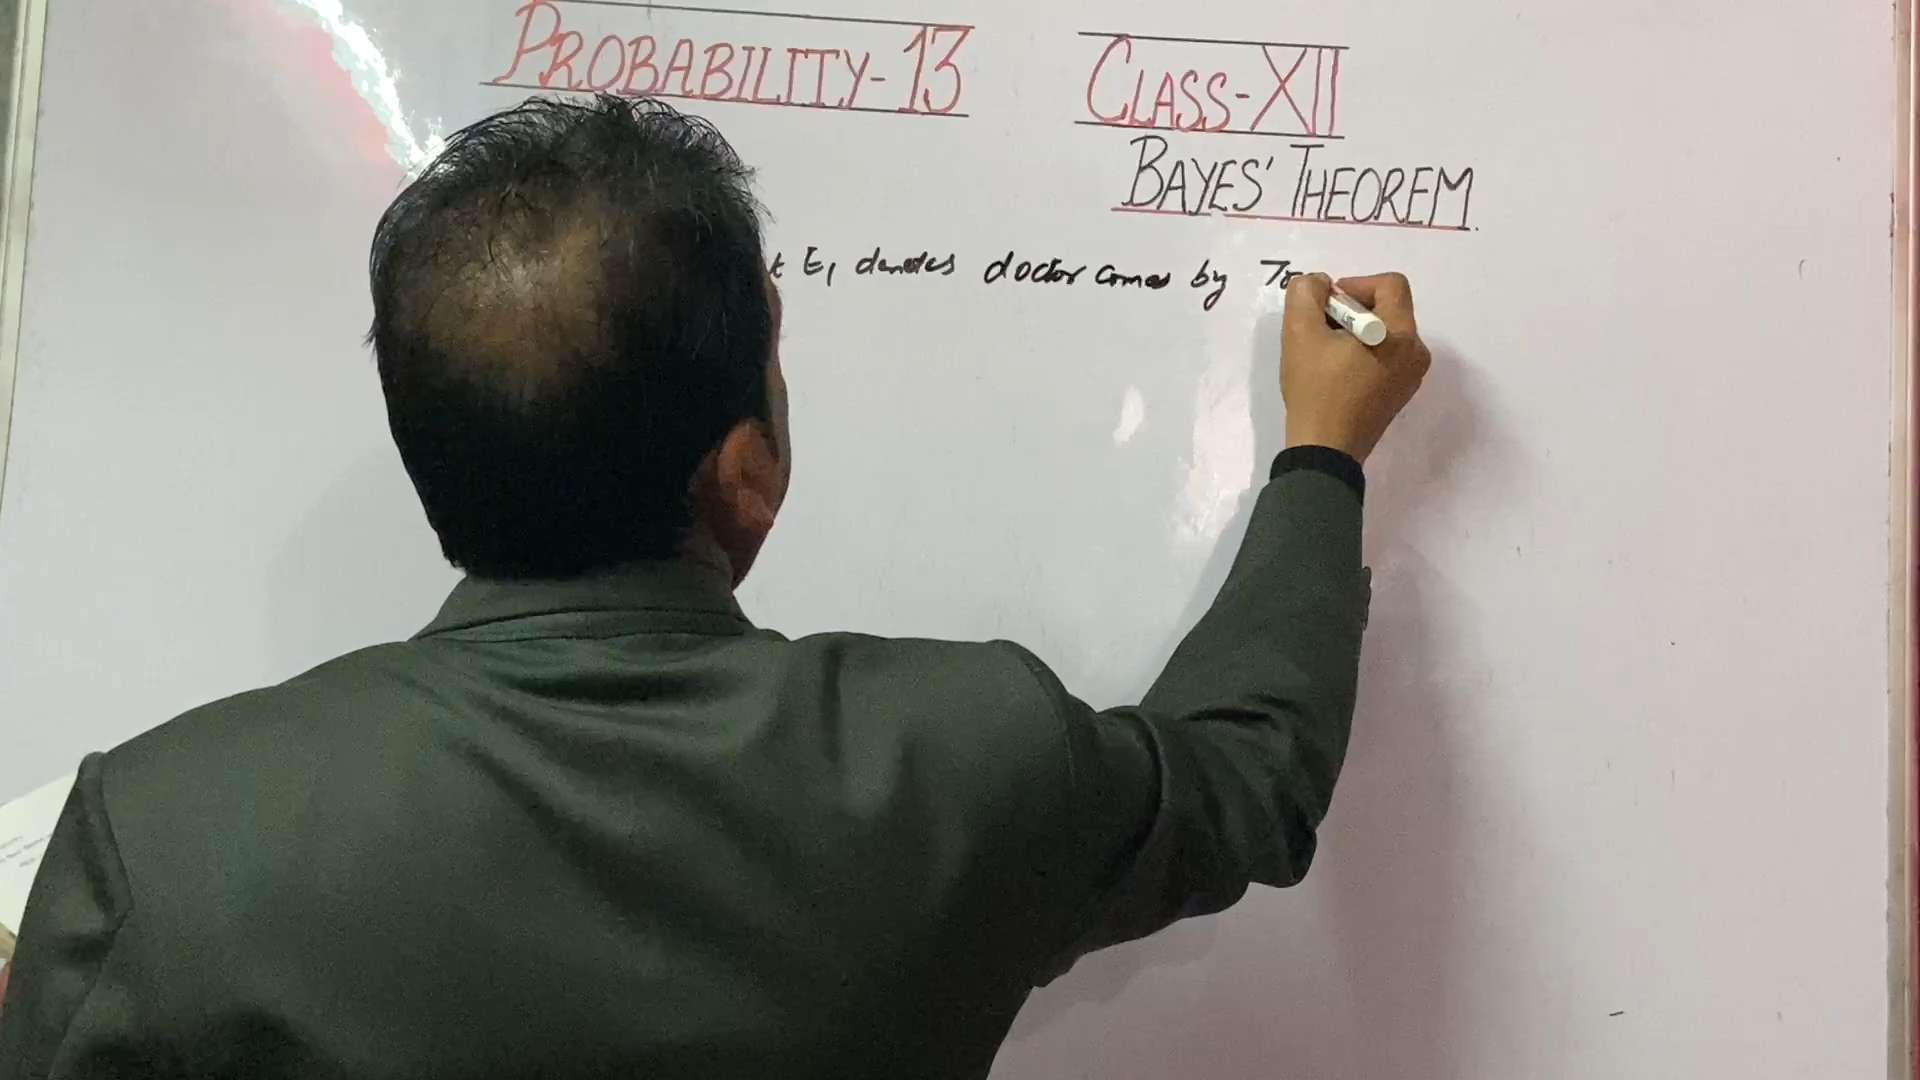 PROBABILITY-13 CLASS-XII
BAYES' THEOREM.
E₁ denotes doctor comes by